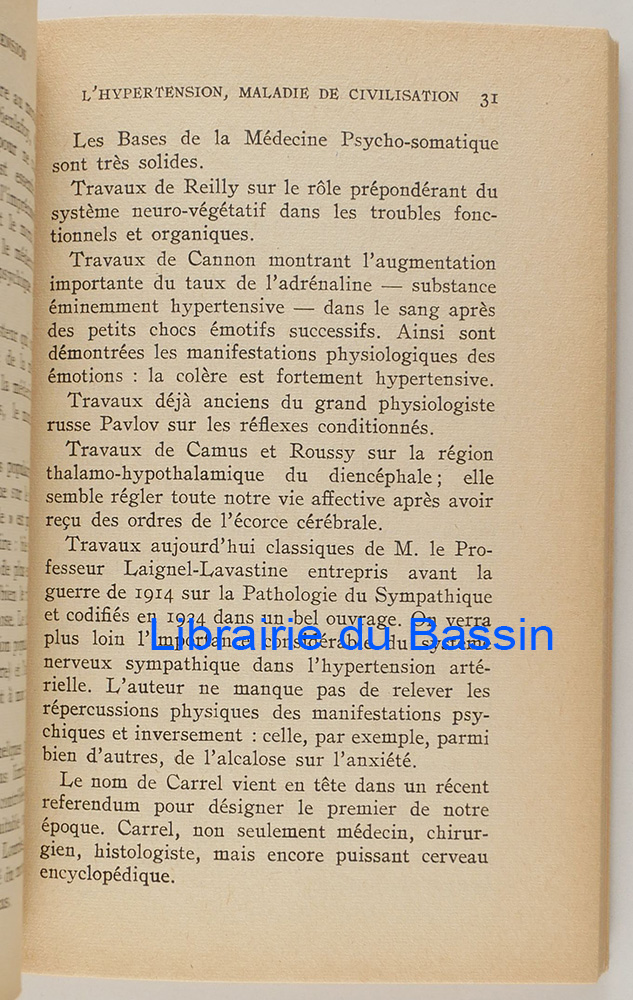 L'HYPERTENSION, MALADIE DE CIVILISATION 31
Les Bases de la Médecine Psycho-somatique
sont très solides.
Travaux de Reilly sur le rôle prépondérant du
système neuro-végétatif dans les troubles fonc-
tionnels et organiques.
Travaux de Cannon montrant l'augmentation
importante du taux de l'adrénaline — substance
éminemment hypertensive — dans le sang après
des petits chocs émotifs successifs. Ainsi sont
démontrées les manifestations physiologiques des
émotions : la colère est fortement hypertensive.
Travaux déjà anciens du grand physiologiste
russe Pavlov sur les réflexes conditionnés.
Travaux de Camus et Roussy sur la région
thalamo-hypothalamique du diencéphale ; elle
semble régler toute notre vie affective après avoir
reçu des ordres de l'écorce cérébrale.
Travaux aujourd'hui classiques de M. le Pro-
fesseur Laignel-Lavastine entrepris avant la
guerre de 1914 sur la Pathologie du Sympathique
et codifiés en 1924 dans un bel ouvrage. On verra
plus loin l'importance considérable du système
Librairie du Bassin
nerveux sympathique dans l'hypertension arté-
rielle. L'auteur ne manque pas de relever les
répercussions physiques des manifestations psy-
chiques et inversement : celle, par exemple, parmi
bien d'autres, de l'alcalose sur l'anxiété.
Le nom de Carrel vient en tête dans un récent
referendum pour désigner le premier de notre
époque. Carrel, non seulement médecin, chirur-
gien, histologiste, mais encore puissant cerveau
encyclopédique.